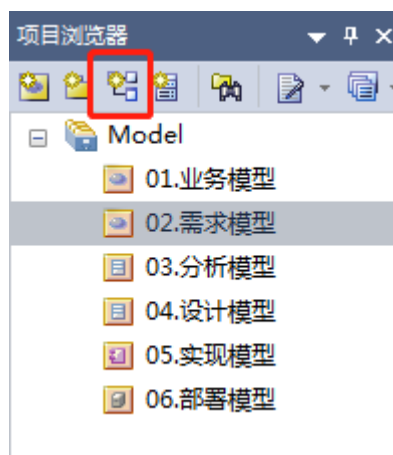 项目浏览器
Model
01.业务模型
02.需求模型
03.分析模型
04.设计模型
05.实现模型
06.部署模型